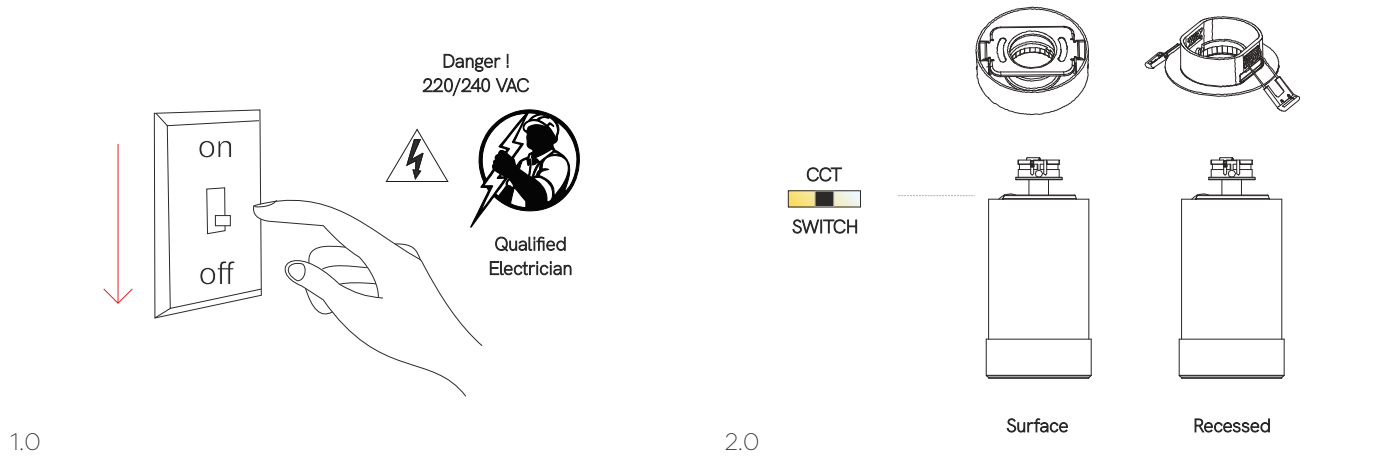 Danger !
220/240 VAC
on
off
Qualified
Electrician
1.0
CCT
SWITCH
Surface
Recessed
2.0